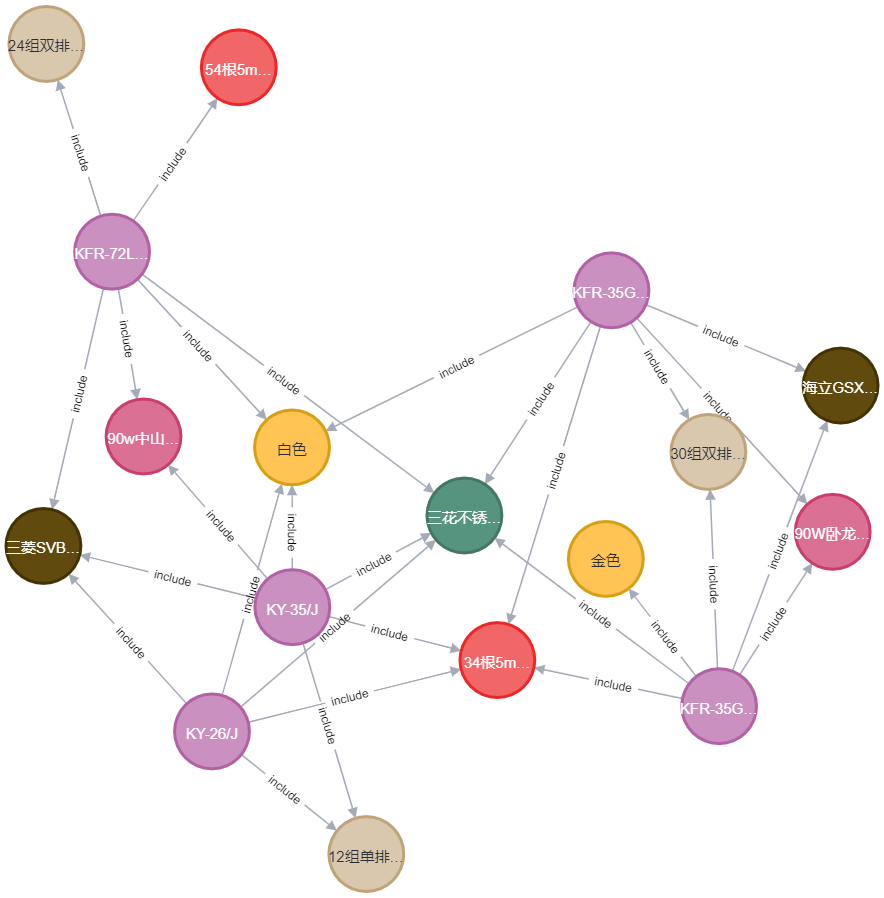 24组双排...
54根5m...
include
include
KFR-72L...
KFR-35G...
include
include
include
include
include
include
include
include
include
include
海立GSX...
include
90w中山...
白色
30组双排...
三花不锈...
三菱SVB...
include
include
include
include
金色
90W卧龙...
include
include
include
include
include
KY-35/J
include
include
include
include
include
34根5m...
include
include
KY-26/J
KFR-35G...
include
include
12组单排...